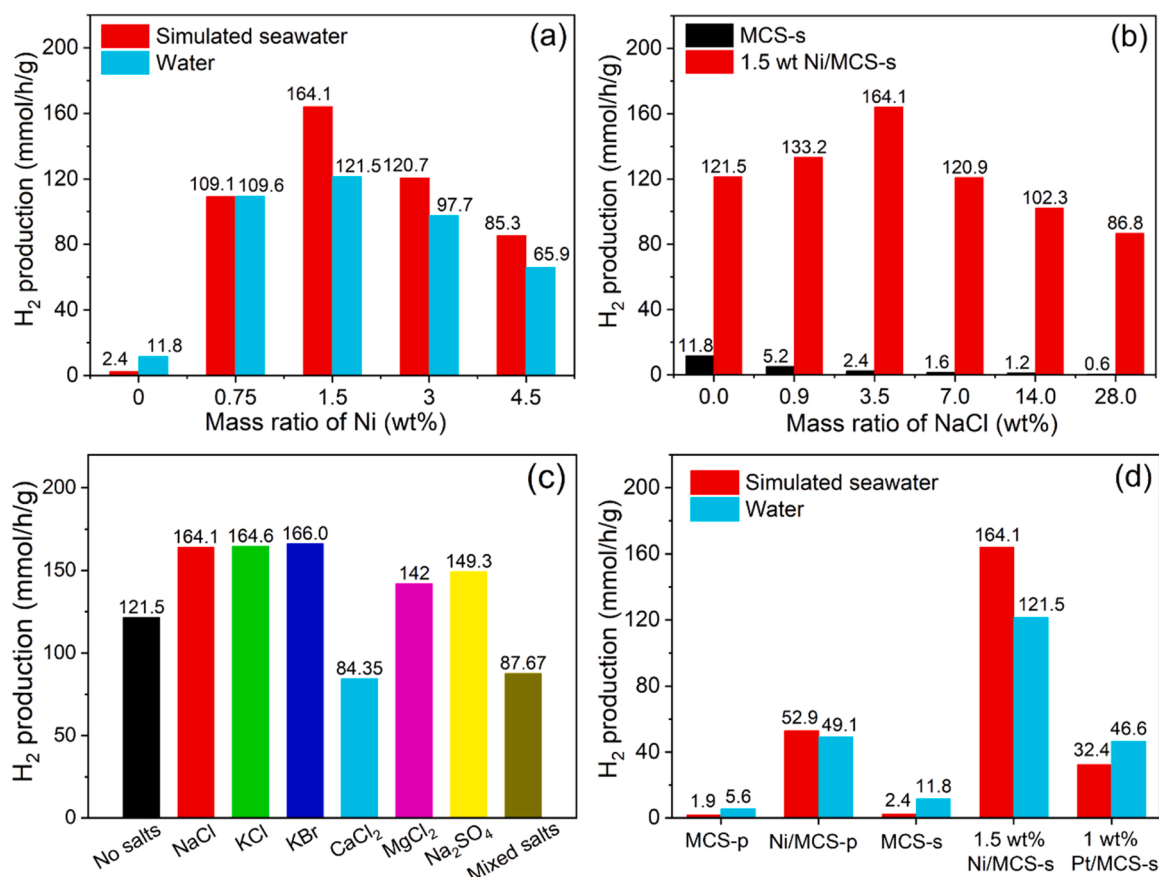 (a)
Simulated seawater
Water
H₂ production (mmol/h/g)
200
160
120
80
40
0
2.4
11.8
109.1
109.6
164.1
121.5
120.7
97.7
85.3
65.9
0
0.75
1.5
3
4.5
Mass ratio of Ni (wt%)
(b)
MCS-s
1.5 wt Ni/MCS-s
H₂ production (mmol/h/g)
200
160
120
80
40
0
11.8
121.5
5.2
133.2
2.4
164.1
1.6
120.9
1.2
102.3
0.6
86.8
0.0
0.9
3.5
7.0
14.0
28.0
Mass ratio of NaCl (wt%)
(c)
H₂ production (mmol/h/g)
200
150
100
50
0
121.5
164.1
164.6
166.0
84.35
142
149.3
87.67
No salts
NaCl
KCl
KBr
CaCl₂
MgCl₂
Na₂SO₄
Mixed salts
(d)
Simulated seawater
Water
H₂ production (mmol/h/g)
200
160
120
80
40
0
1.9
5.6
52.9
49.1
2.4
11.8
164.1
121.5
32.4
46.6
MCS-p
Ni/MCS-p
MCS-s
1.5 wt%
Ni/MCS-s
1 wt%
Pt/MCS-s